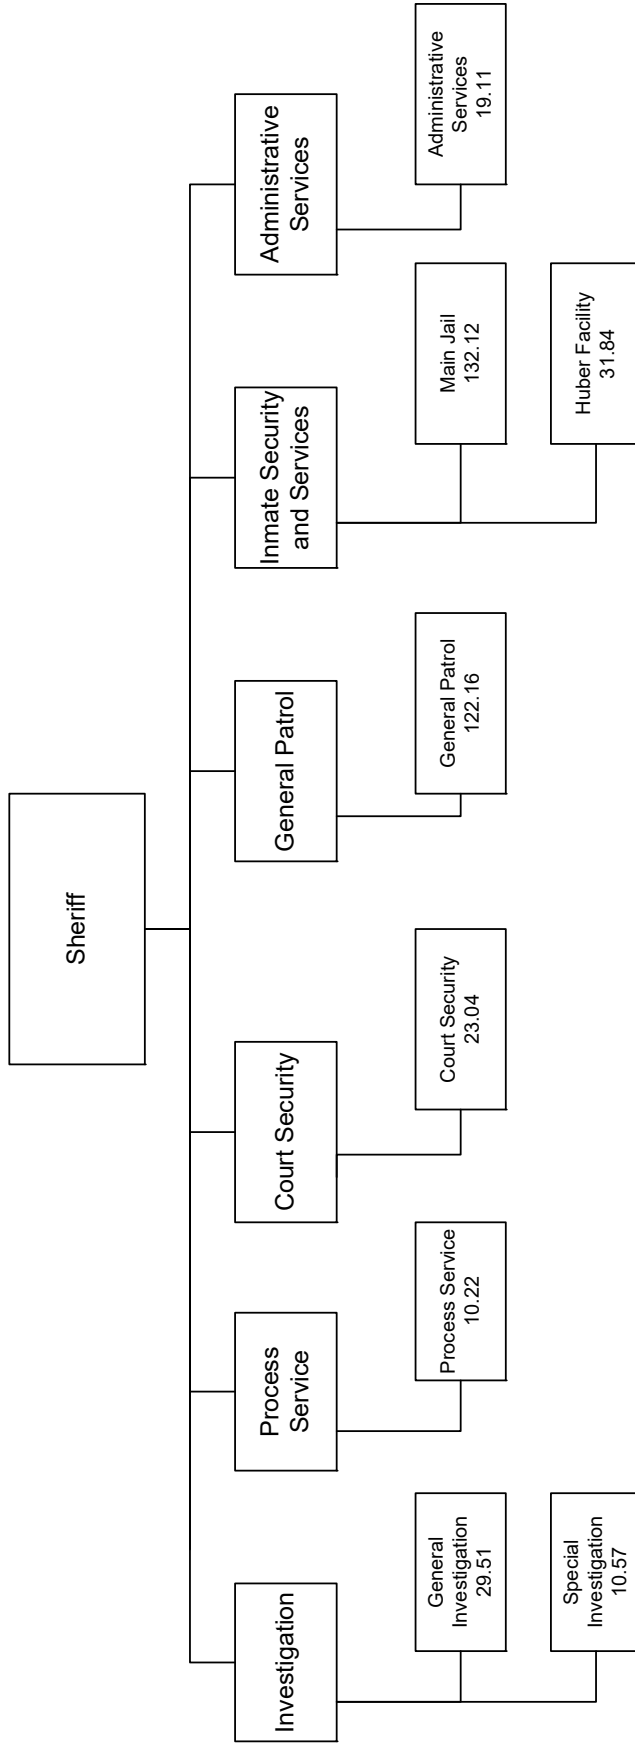 Sheriff
Investigation
Process
Service
Court Security
General Patrol
Inmate Security
and Services
Administrative
Services
General
Investigation
29.51
Process Service
10.22
Court Security
23.04
General Patrol
122.16
Main Jail
132.12
Administrative
Services
19.11
Special
Investigation
10.57
Huber Facility
31.84